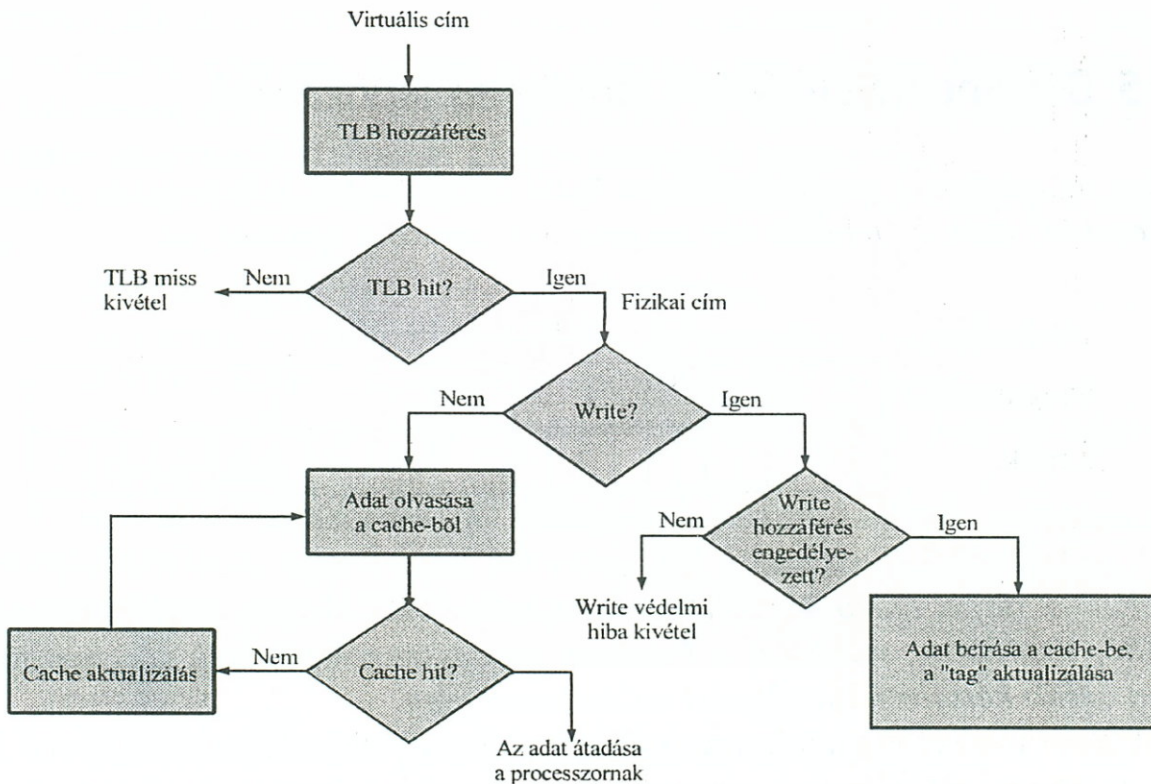 Virtuális cím
TLB hozzáférés
TLB miss
kivétel
Nem
TLB hit?
Igen
Fizikai cím
Nem
Write?
Igen
Adat olvasása
a cache-bõl
Nem
Write
hozzáférés
engedélye-
zett?
Igen
Write védelmi
hiba kivétel
Adat beírása a cache-be,
a "tag" aktualizálása
Cache aktualizálás
Nem
Cache hit?
Az adat átadása
a processzornak